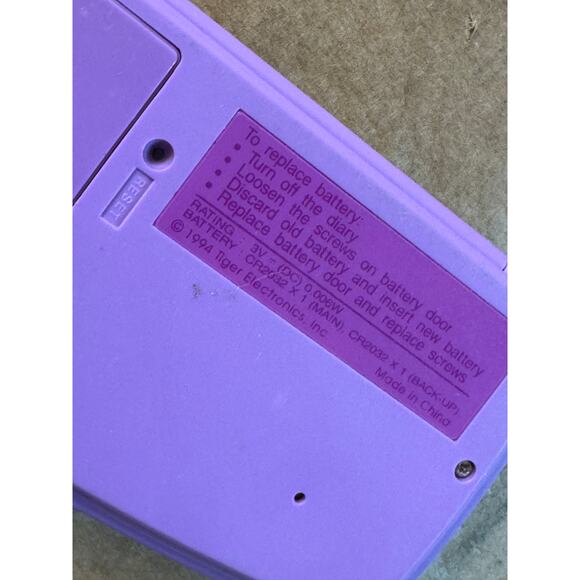 RESET
To replace battery:
• Turn off the diary
• Loosen the screws on battery door
• Discard old battery and insert new battery
• Replace battery door and replace screws
RATING : 3V ⎓ (DC) 0.006W
BATTERY : CR2032 X 1 (MAIN), CR2032 X 1 (BACK-UP)
© 1994 Tiger Electronics, Inc. Made in China